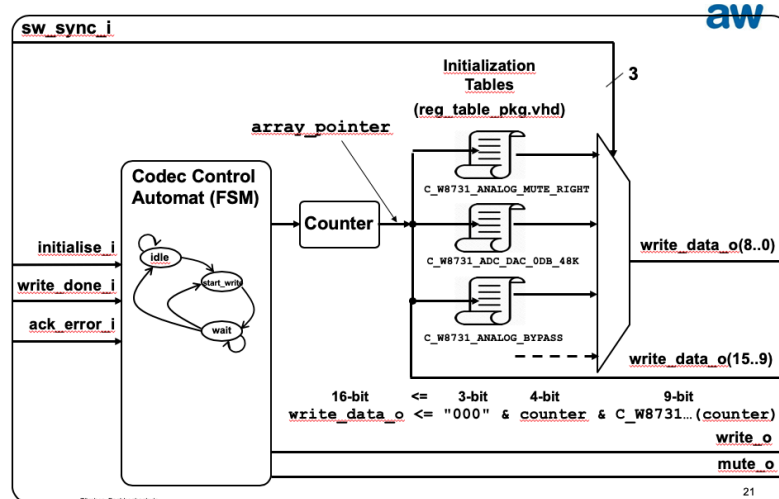 aw
sw_sync_i
3
Initialization
Tables
(reg_table_pkg.vhd)
array_pointer
Codec Control
Automat (FSM)
Counter
C_W8731_ANALOG_MUTE_RIGHT
initialise_i
idle
write_data_o(8..0)
C_W8731_ADC_DAC_0DB_48K
write_done_i
start_write
ack_error_i
wait
C_W8731_ANALOG_BYPASS
write_data_o(15..9)
16-bit <= 3-bit 4-bit 9-bit
write_data_o <= "000" & counter & C_W8731…(counter)
write_o
mute_o
21